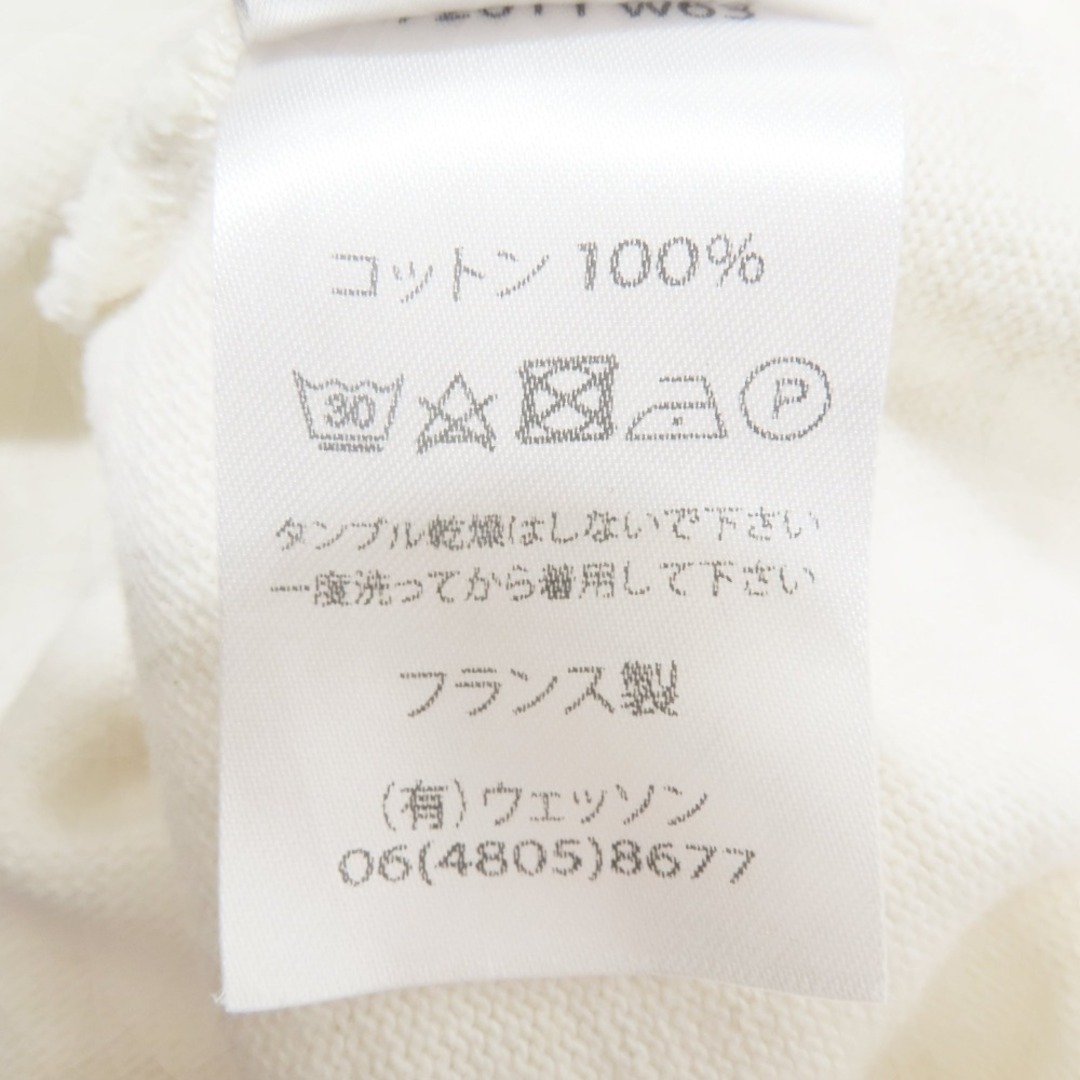 コットン 100%
30 P
タンブル乾燥はしないで下さい
一度洗ってから着用して下さい
フランス製
(有)ウェッソン
06(4805)8677